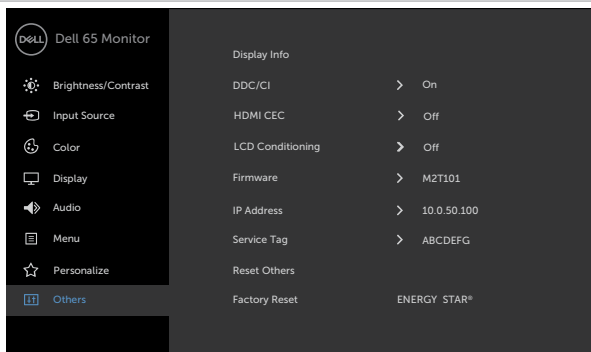 DELL Dell 65 Monitor
Display Info
Brightness/Contrast DDC/CI On
Input Source HDMI CEC Off
Color LCD Conditioning Off
Display Firmware M2T101
Audio IP Address 10.0.50.100
Menu Service Tag ABCDEFG
Personalize Reset Others
Others Factory Reset ENERGY STAR®